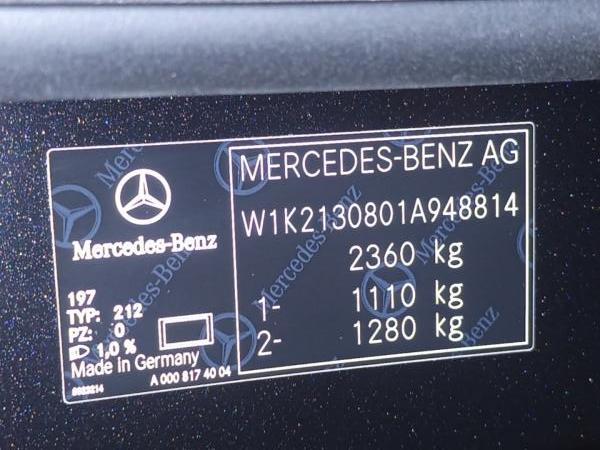 Mercedes-Benz
197
TYP: 212
PZ: 0
1,0 %
Made in Germany
A 000 817 40 04
MERCEDES-BENZ AG
W1K2130801A948814
2360 kg
1- 1110 kg
2- 1280 kg